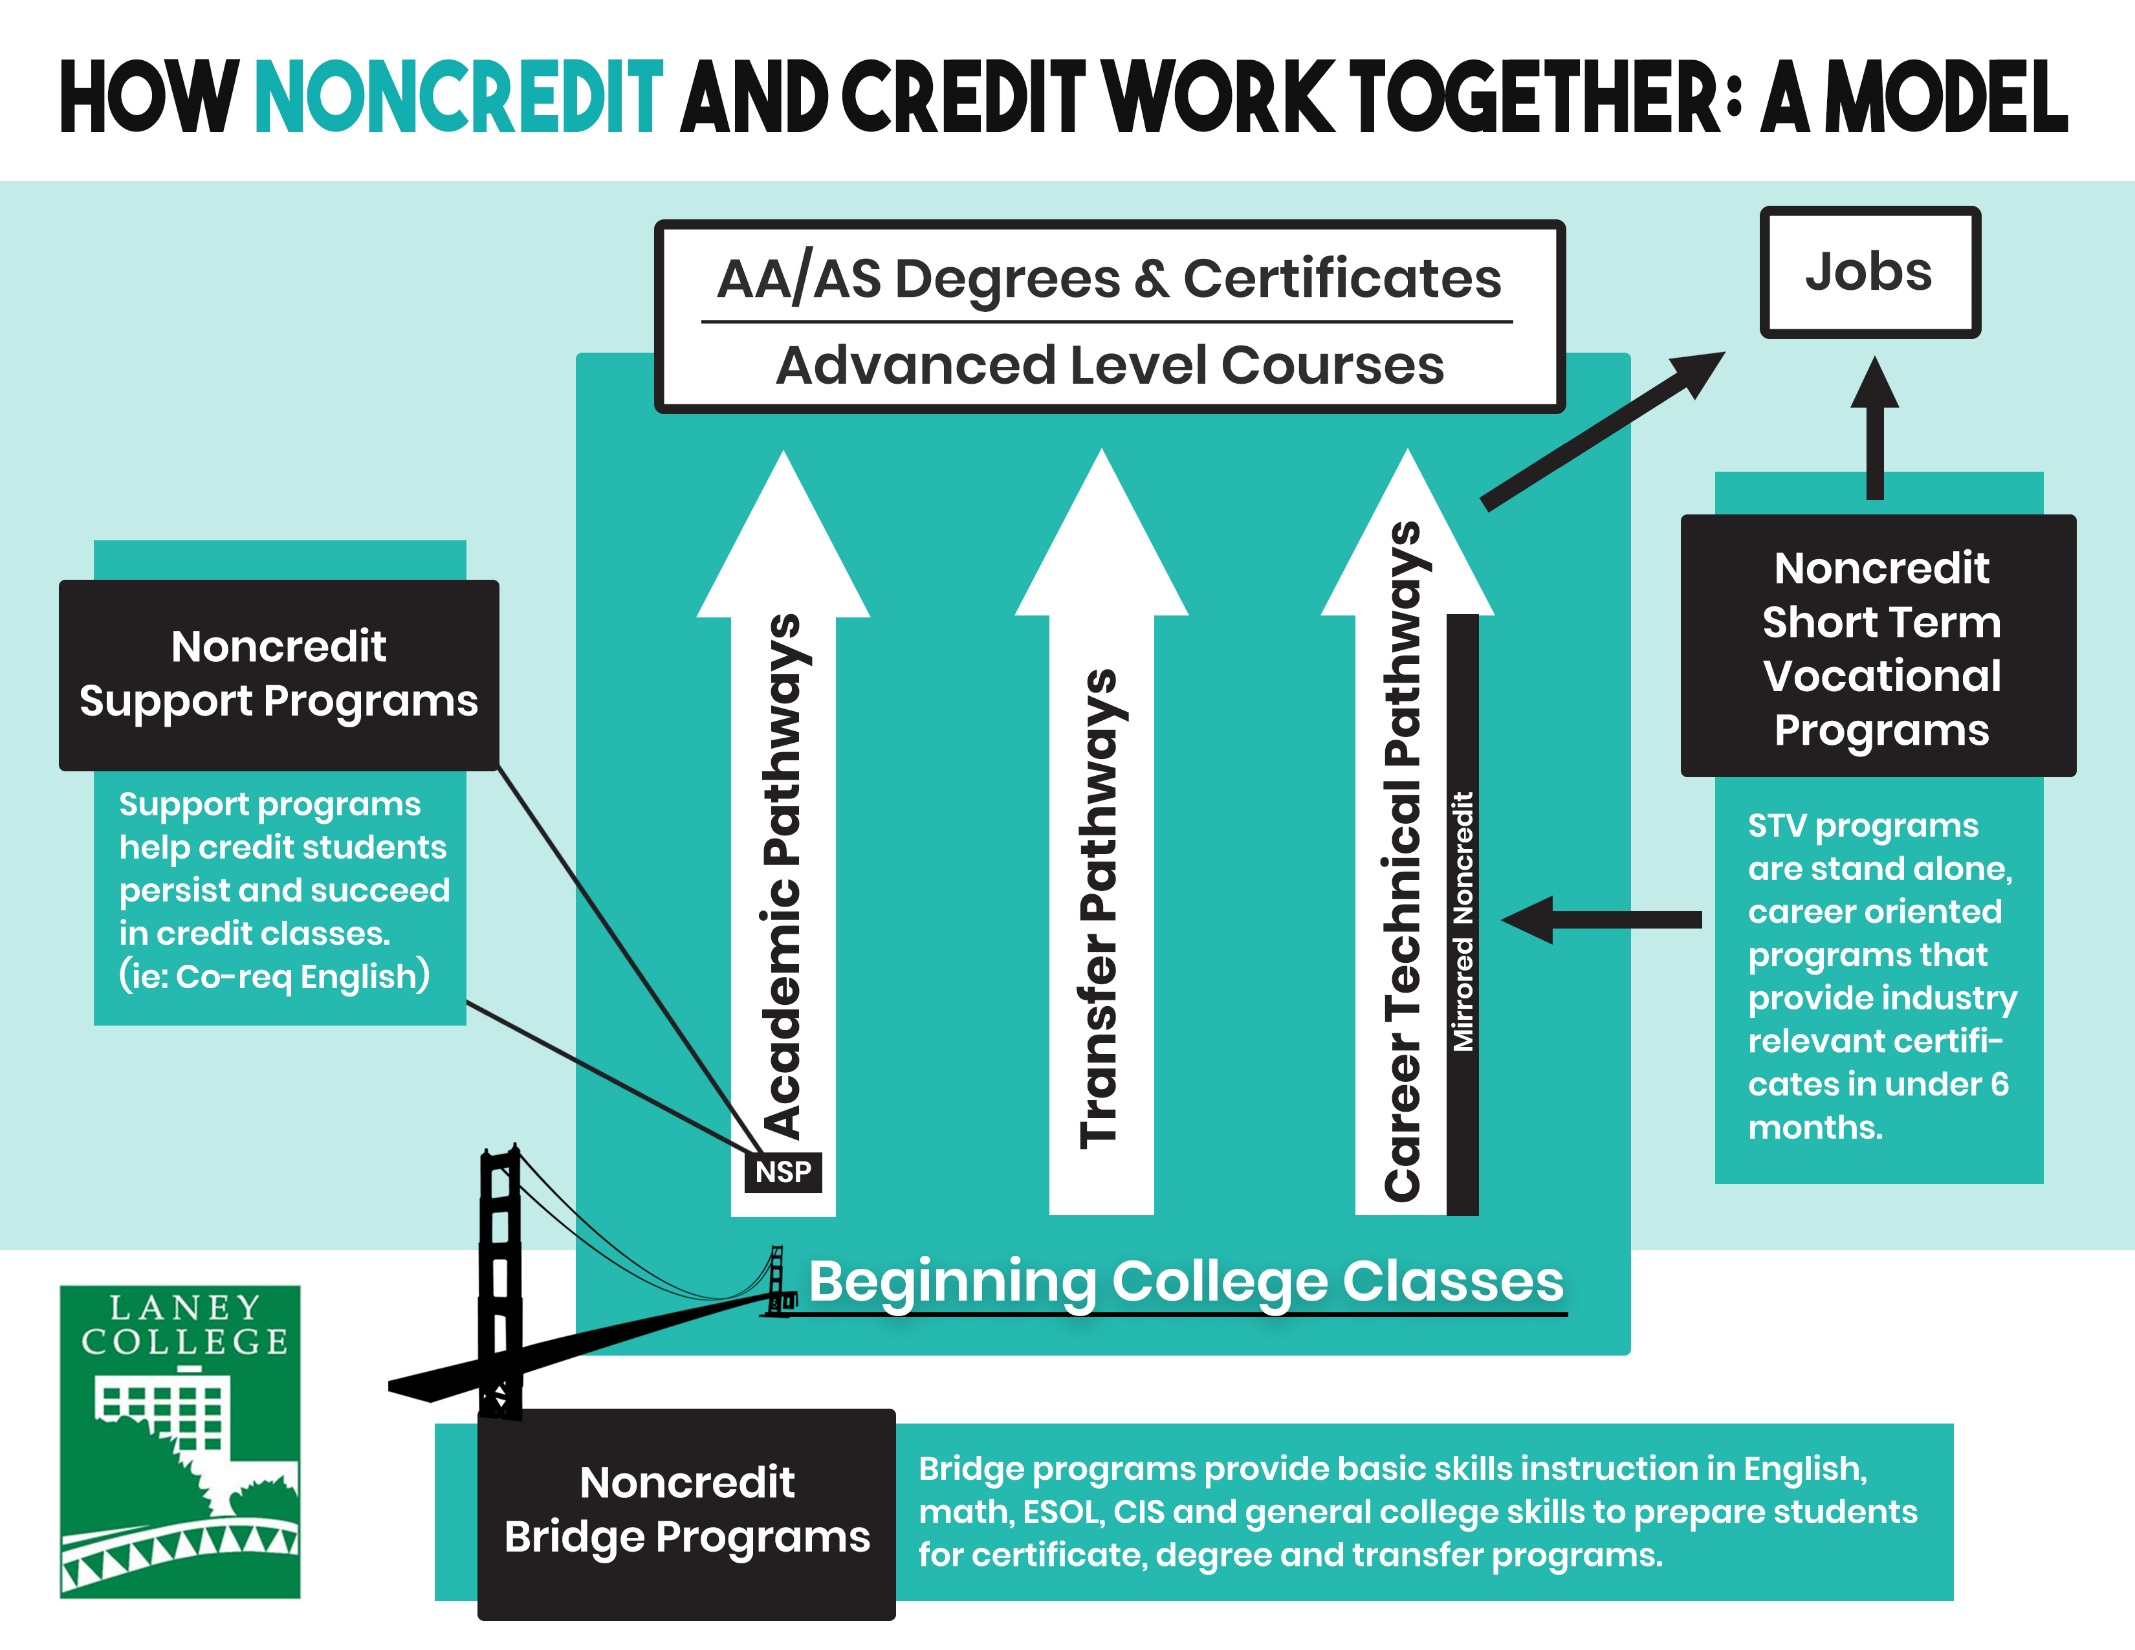 HOW NONCREDIT AND CREDIT WORK TOGETHER: A MODEL
AA/AS Degrees & Certificates
Advanced Level Courses
Jobs
Noncredit
Support Programs
Support programs
help credit students
persist and succeed
in credit classes.
(ie: Co-req English)
Academic Pathways
NSP
Transfer Pathways
Career Technical Pathways
Mirrored Noncredit
Noncredit
Short Term
Vocational
Programs
STV programs
are stand alone,
career oriented
programs that
provide industry
relevant certifi-
cates in under 6
months.
Beginning College Classes
LANEY
COLLEGE
Noncredit
Bridge Programs
Bridge programs provide basic skills instruction in English,
math, ESOL, CIS and general college skills to prepare students
for certificate, degree and transfer programs.